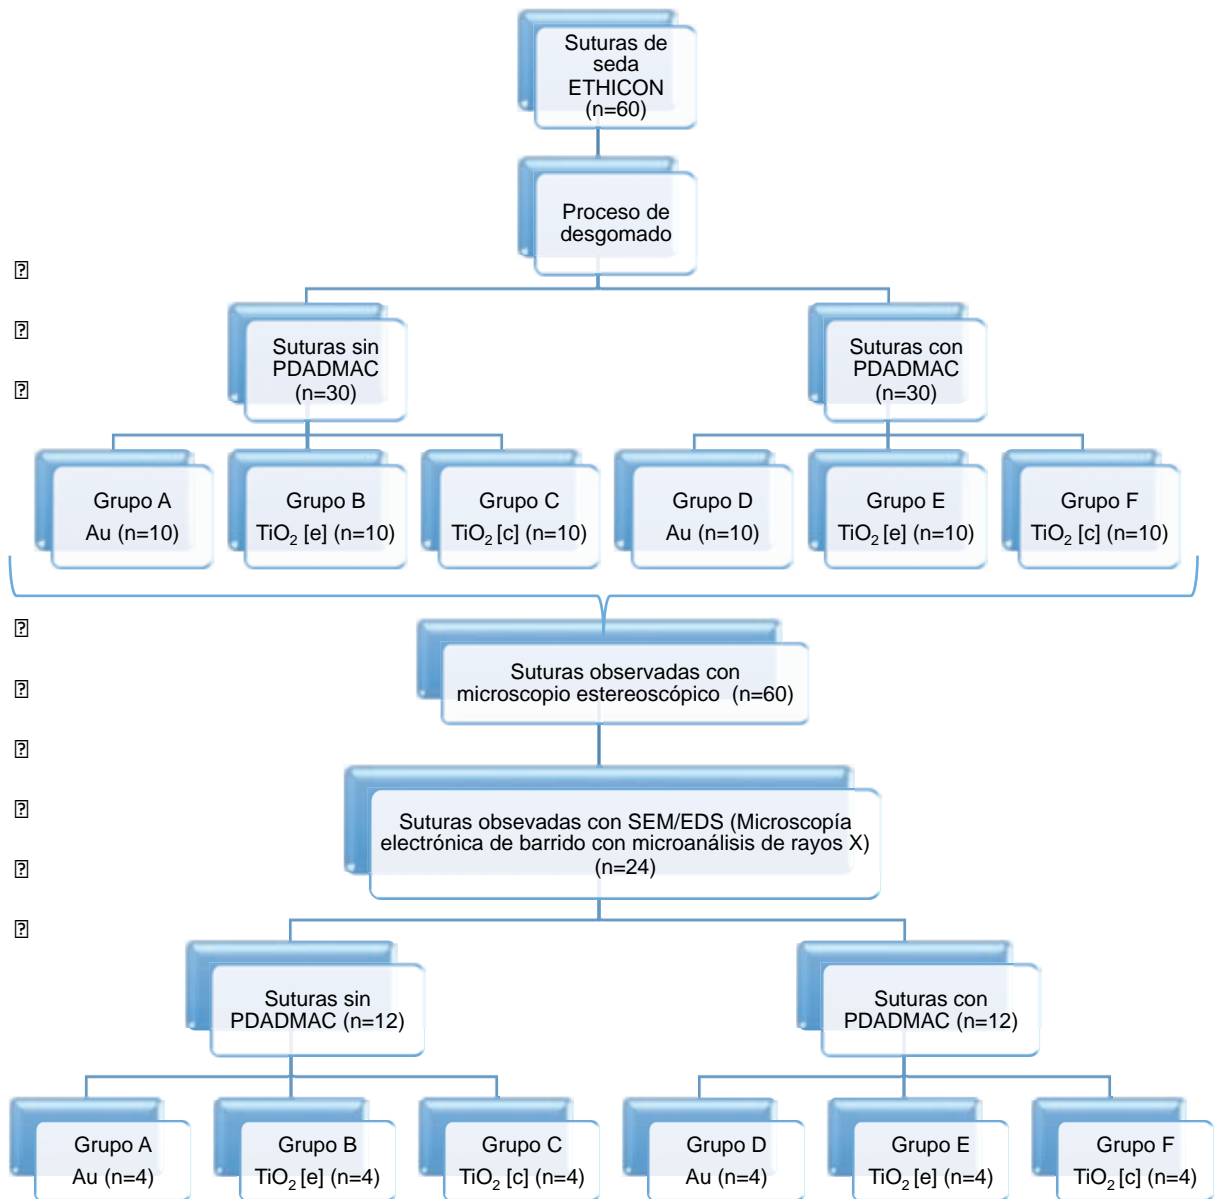 Suturas de
seda
ETHICON
(n=60)
Proceso de
desgomado
Suturas sin
PDADMAC
(n=30)
Suturas con
PDADMAC
(n=30)
Grupo A
Au (n=10)
Grupo B
TiO₂ [e] (n=10)
Grupo C
TiO₂ [c] (n=10)
Grupo D
Au (n=10)
Grupo E
TiO₂ [e] (n=10)
Grupo F
TiO₂ [c] (n=10)
Suturas observadas con
microscopio estereoscópico (n=60)
Suturas obsevadas con SEM/EDS (Microscopía
electrónica de barrido con microanálisis de rayos X)
(n=24)
Suturas sin
PDADMAC (n=12)
Suturas con
PDADMAC (n=12)
Grupo A
Au (n=4)
Grupo B
TiO₂ [e] (n=4)
Grupo C
TiO₂ [c] (n=4)
Grupo D
Au (n=4)
Grupo E
TiO₂ [e] (n=4)
Grupo F
TiO₂ [c] (n=4)